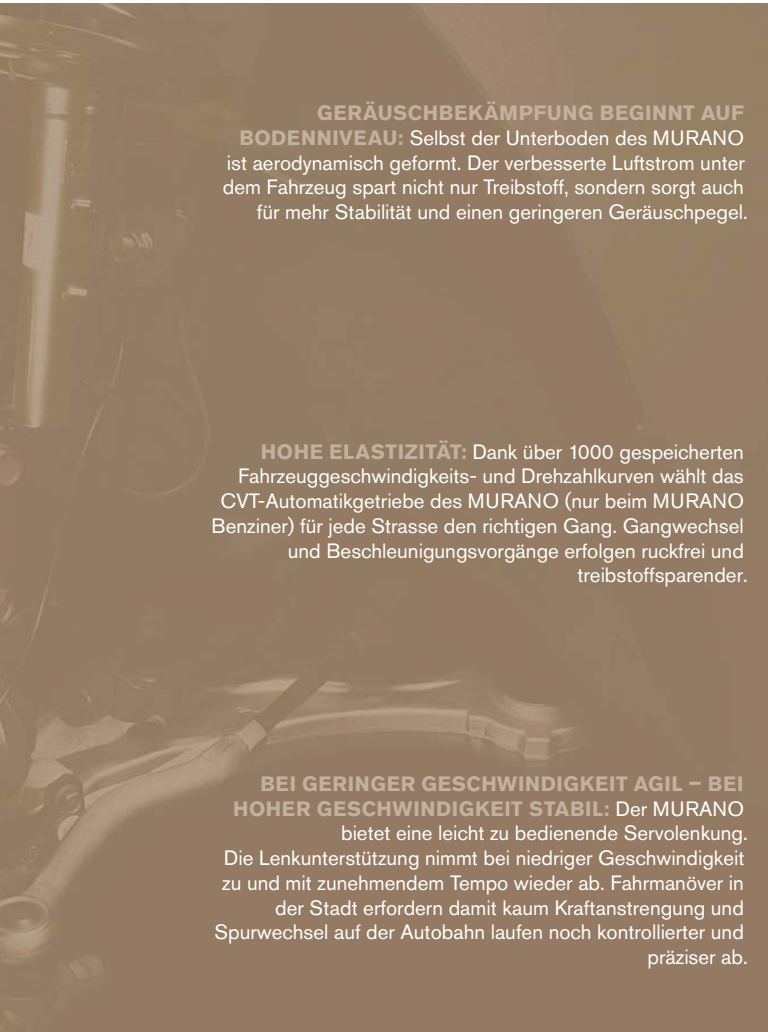 GERÄUSCHBEKÄMPFUNG BEGINNT AUF
BODENNIVEAU: Selbst der Unterboden des MURANO
ist aerodynamisch geformt. Der verbesserte Luftstrom unter
dem Fahrzeug spart nicht nur Treibstoff, sondern sorgt auch
für mehr Stabilität und einen geringeren Geräuschpegel.
HOHE ELASTIZITÄT: Dank über 1000 gespeicherten
Fahrzeuggeschwindigkeits- und Drehzahlkurven wählt das
CVT-Automatikgetriebe des MURANO (nur beim MURANO
Benziner) für jede Strasse den richtigen Gang. Gangwechsel
und Beschleunigungsvorgänge erfolgen ruckfrei und
treibstoffsparender.
BEI GERINGER GESCHWINDIGKEIT AGIL – BEI
HOHER GESCHWINDIGKEIT STABIL: Der MURANO
bietet eine leicht zu bedienende Servolenkung.
Die Lenkunterstützung nimmt bei niedriger Geschwindigkeit
zu und mit zunehmendem Tempo wieder ab. Fahrmanöver in
der Stadt erfordern damit kaum Kraftanstrengung und
Spurwechsel auf der Autobahn laufen noch kontrollierter und
präziser ab.